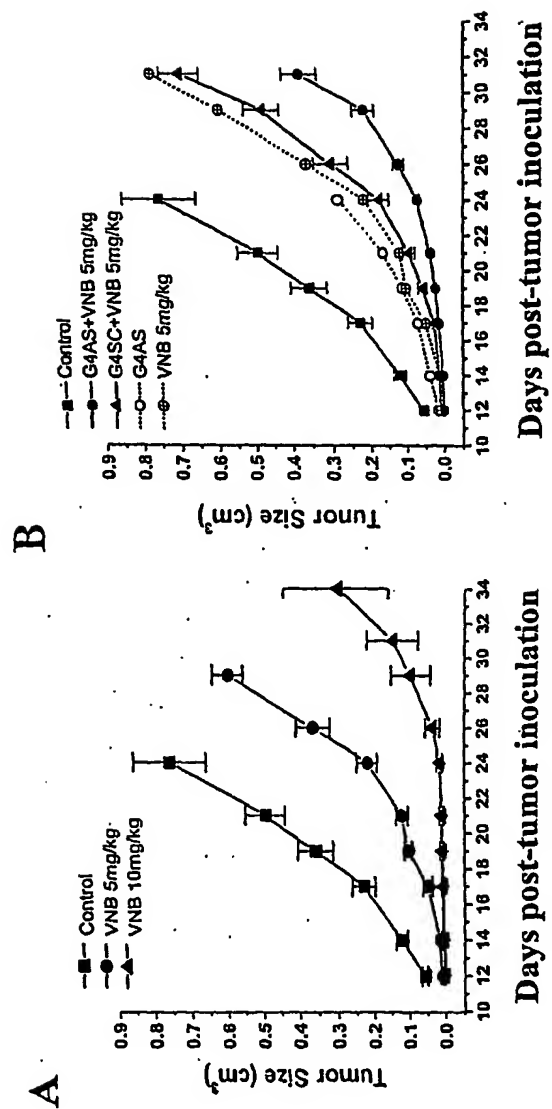 A
Control
VNB 5mg/kg
VNB 10mg/kg
Tumor Size (cm³)
0.9
0.8
0.7
0.6
0.5
0.4
0.3
0.2
0.1
0.0
10 12 14 16 18 20 22 24 26 28 30 32 34
Days post-tumor inoculation
B
Control
G4AS+VNB 5mg/kg
G4SC+VNB 5mg/kg
G4AS
VNB 5mg/kg
Tunor Size (cm³)
0.9
0.8
0.7
0.6
0.5
0.4
0.3
0.2
0.1
0.0
10 12 14 16 18 20 22 24 26 28 30 32 34
Days post-tumor inoculation